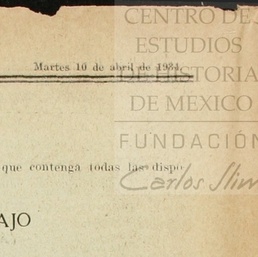 CENTRO DE
ESTUDIOS
DE HISTORIA
DE MEXICO
FUNDACIÓN
Carlos Slim
Martes 10 de abril de 1934.
que contenga todas las dispo-
AJO